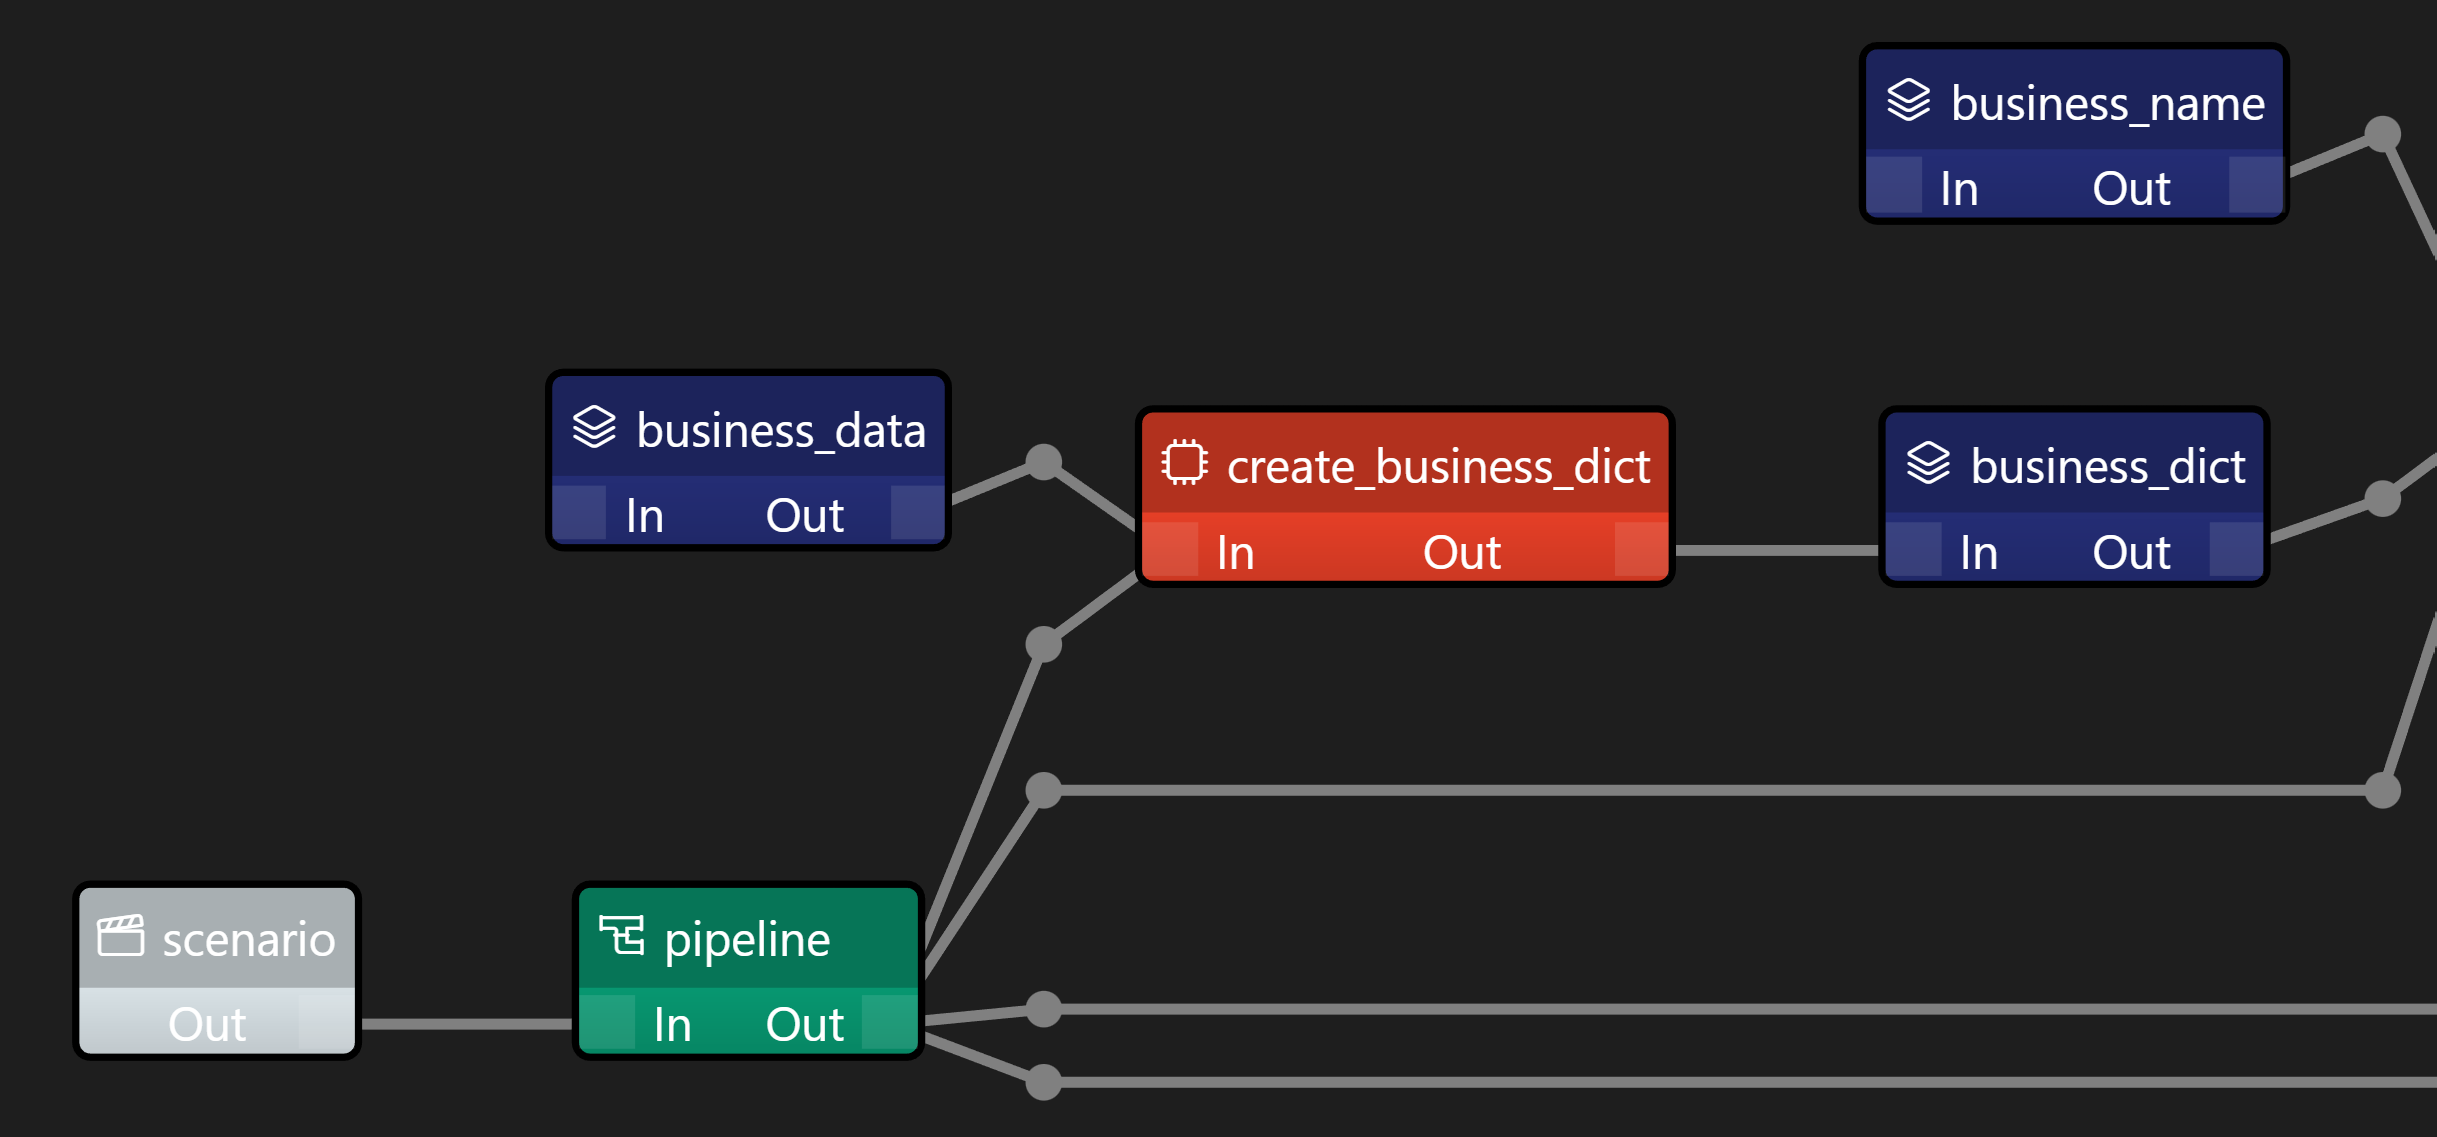 business_name
In Out
business_data
In Out
create_business_dict
In Out
business_dict
In Out
scenario
Out
pipeline
In Out